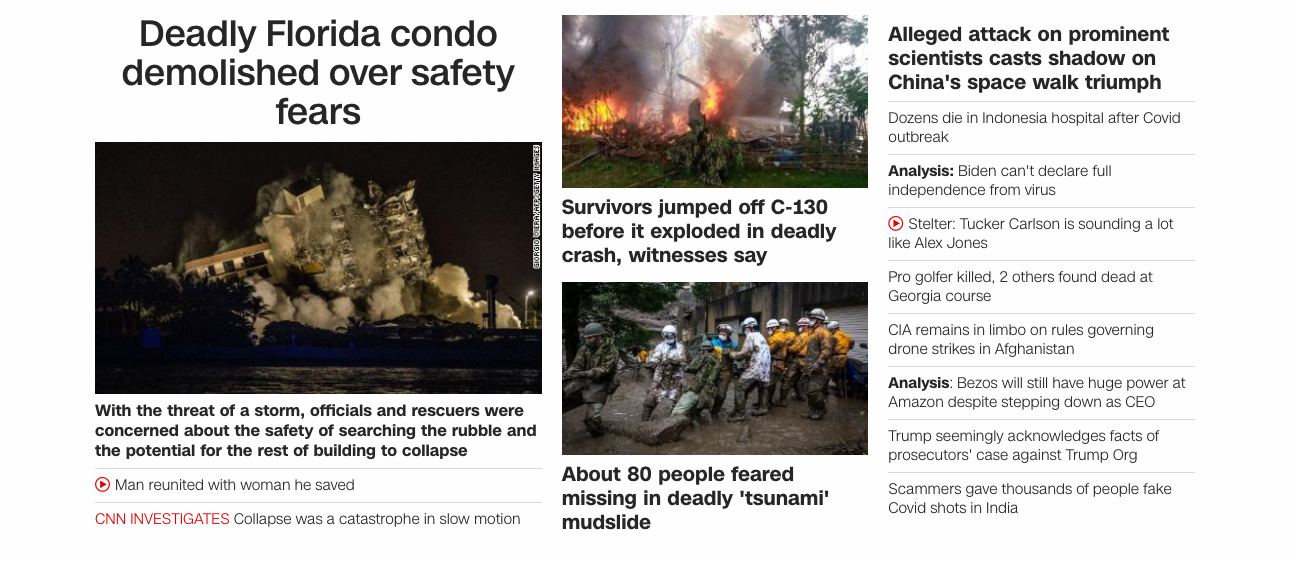 Deadly Florida condo
demolished over safety
fears
GIORGIO VIERA/AFP/GETTY IMAGES
With the threat of a storm, officials and rescuers were
concerned about the safety of searching the rubble and
the potential for the rest of building to collapse
Man reunited with woman he saved
CNN INVESTIGATES Collapse was a catastrophe in slow motion
Survivors jumped off C-130
before it exploded in deadly
crash, witnesses say
About 80 people feared
missing in deadly 'tsunami'
mudslide
Alleged attack on prominent
scientists casts shadow on
China's space walk triumph
Dozens die in Indonesia hospital after Covid
outbreak
Analysis: Biden can't declare full
independence from virus
Stelter: Tucker Carlson is sounding a lot
like Alex Jones
Pro golfer killed, 2 others found dead at
Georgia course
CIA remains in limbo on rules governing
drone strikes in Afghanistan
Analysis: Bezos will still have huge power at
Amazon despite stepping down as CEO
Trump seemingly acknowledges facts of
prosecutors' case against Trump Org
Scammers gave thousands of people fake
Covid shots in India